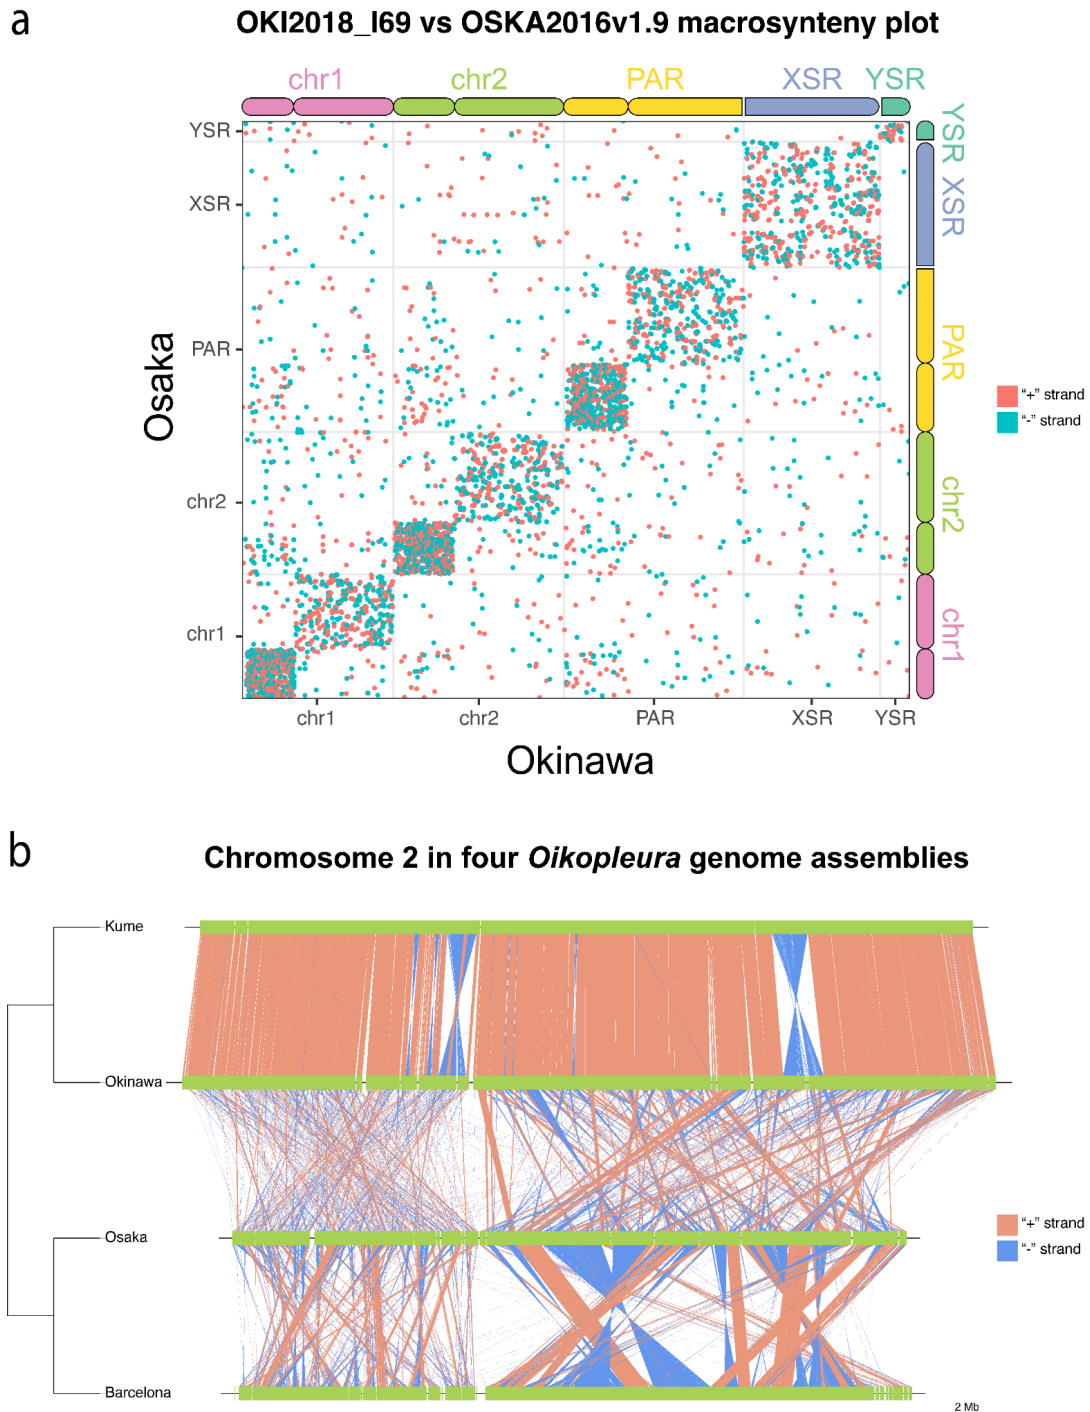 a
OKI2018_I69 vs OSKA2016v1.9 macrosynteny plot
chr1 chr2 PAR XSR YSR
YSR
XSR
PAR
chr2
chr1
Osaka
YSR XSR PAR chr2 chr1
"+" strand
"-" strand
chr1 chr2 PAR XSR YSR
Okinawa
b
Chromosome 2 in four Oikopleura genome assemblies
Kume
Okinawa
Osaka
Barcelona
"+" strand
"-" strand
2 Mb